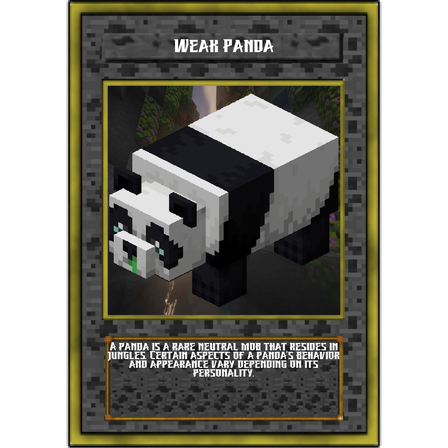 WEAK PANDA
A PANDA IS A RARE NEUTRAL MOB THAT RESIDES IN
JUNGLES. CERTAIN ASPECTS OF A PANDA'S BEHAVIOR
AND APPEARANCE VARY DEPENDING ON ITS
PERSONALITY.